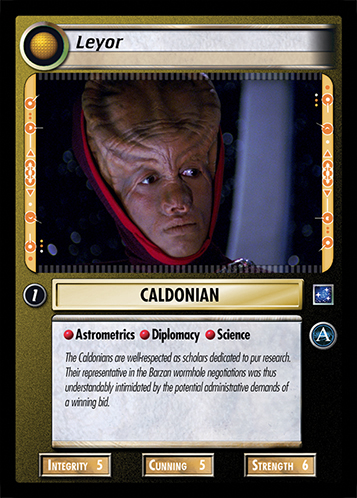 Leyor
1 CALDONIAN
Astrometrics Diplomacy Science
A
The Caldonians are well-respected as scholars dedicated to pur research.
Their representative in the Barzan wormhole negotiations was thus
understandably intimidated by the potential administrative demands of
a winning bid.
INTEGRITY 5 CUNNING 5 STRENGTH 6